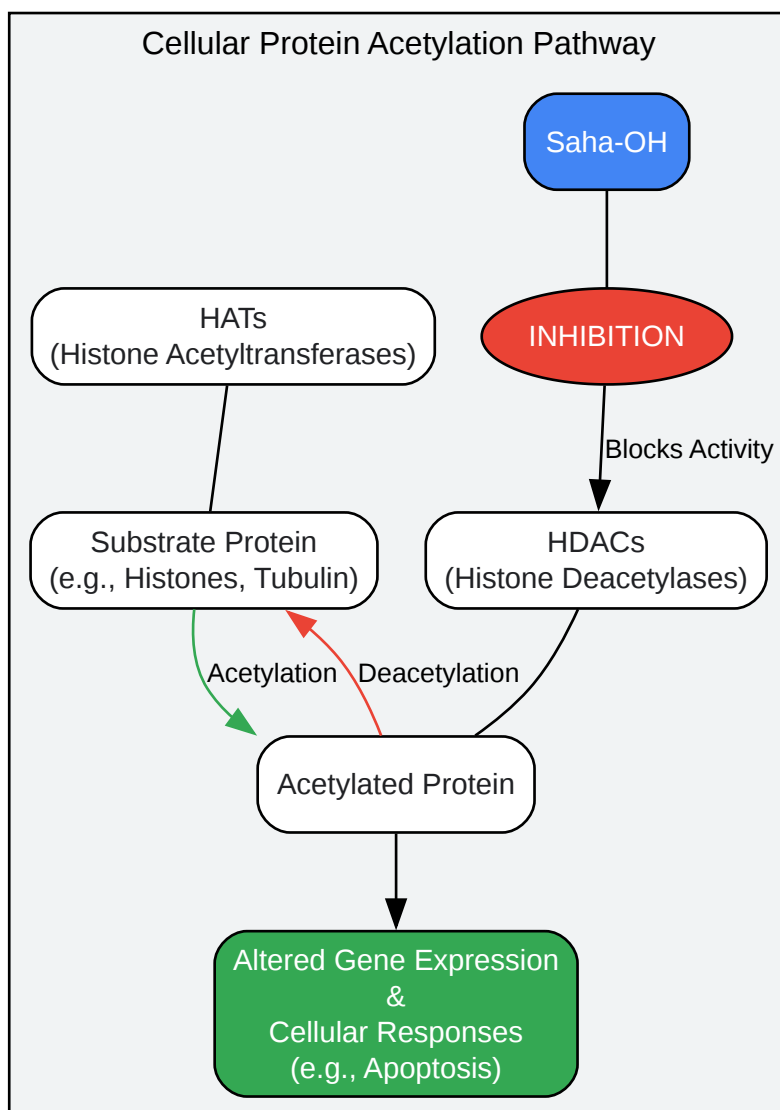 Cellular Protein Acetylation Pathway
Saha-OH
HATs
(Histone Acetyltransferases)
INHIBITION
Blocks Activity
Substrate Protein
(e.g., Histones, Tubulin)
HDACs
(Histone Deacetylases)
Acetylation
Deacetylation
Acetylated Protein
Altered Gene Expression
&
Cellular Responses
(e.g., Apoptosis)